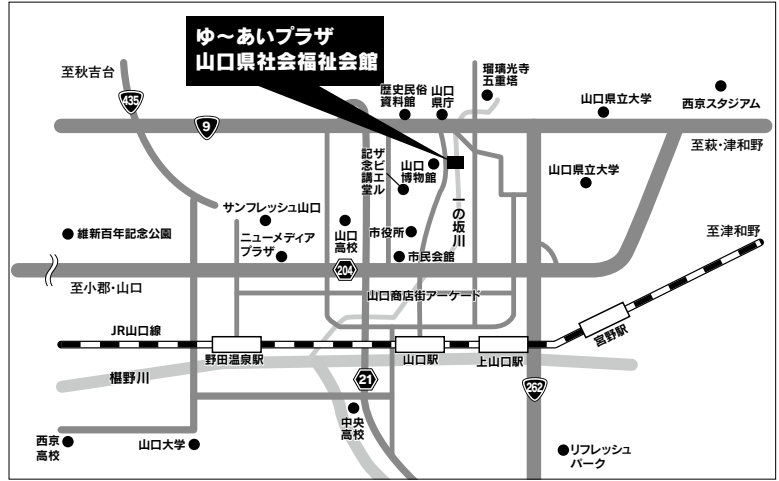 ゆ～あいプラザ
山口県社会福祉会館
至秋吉台
435
9
歴史民俗
資料館
山口
県庁
瑠璃光寺
五重塔
山口県立大学
西京スタジアム
至萩・津和野
ザビエル
記念講堂
山口
博物館
山口県立大学
一の坂川
サンフレッシュ山口
維新百年記念公園
ニューメディア
プラザ
山口
高校
市役所
市民会館
至津和野
204
至小郡・山口
山口商店街アーケード
JR山口線
野田温泉駅
山口駅
上山口駅
宮野駅
椹野川
21
262
中央
高校
西京
高校
山口大学
リフレッシュ
パーク